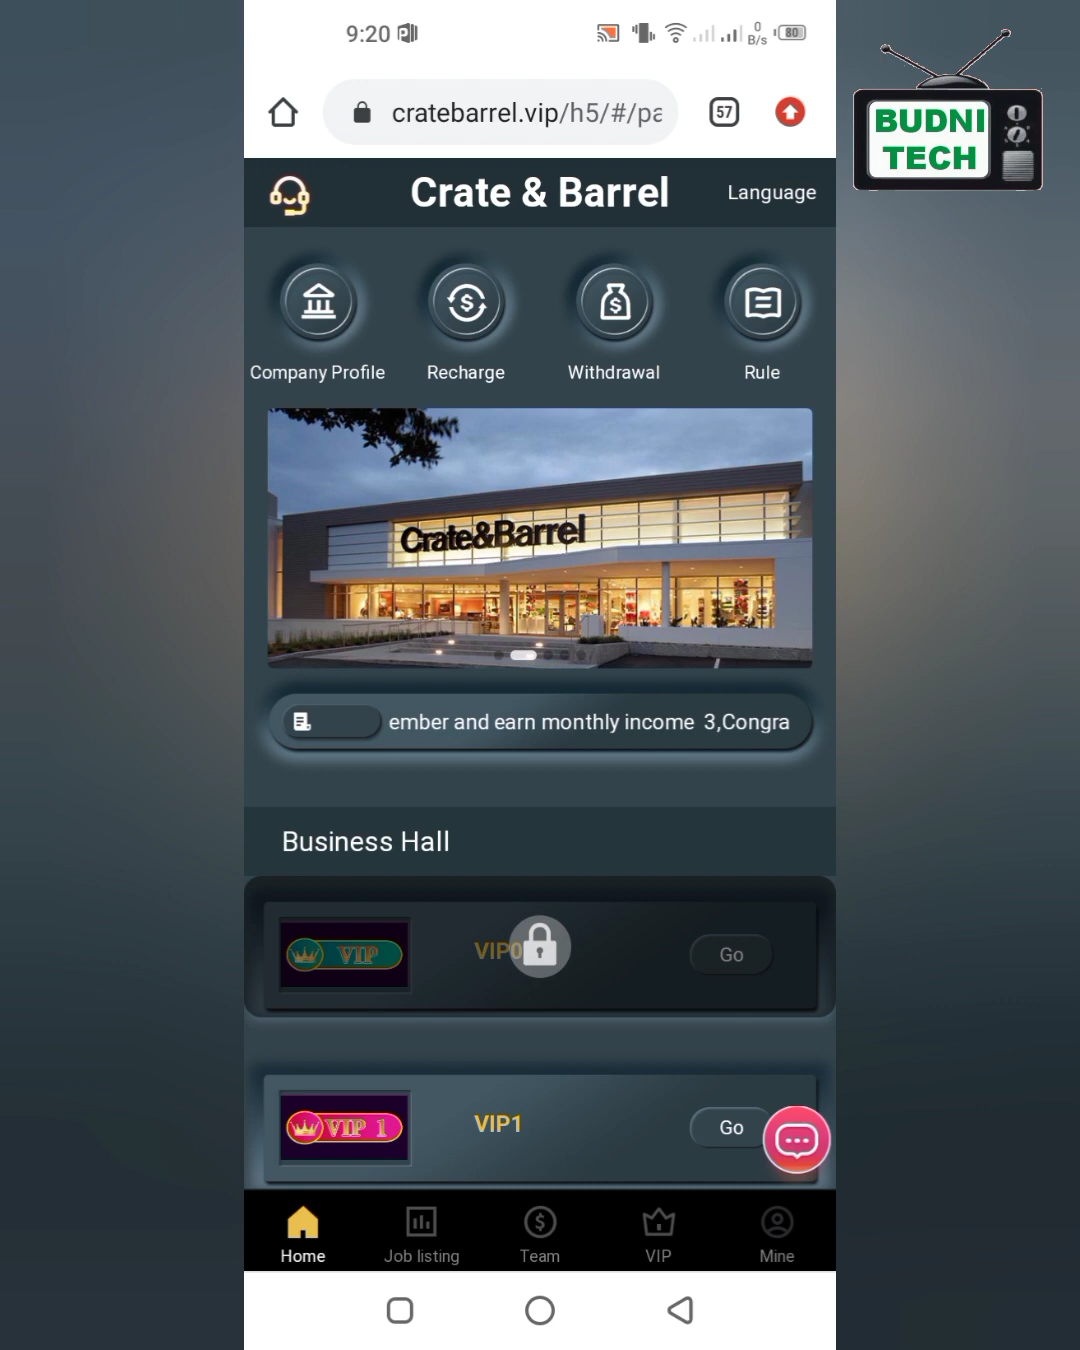 9:20
0
B/s
80
cratebarrel.vip/h5/#/pa
57
BUDNI
TECH
Crate & Barrel
Language
Company Profile
Recharge
Withdrawal
Rule
Crate&Barrel
ember and earn monthly income 3,Congra
Business Hall
VIP
VIP0
Go
VIP 1
VIP1
Go
Home
Job listing
Team
VIP
Mine